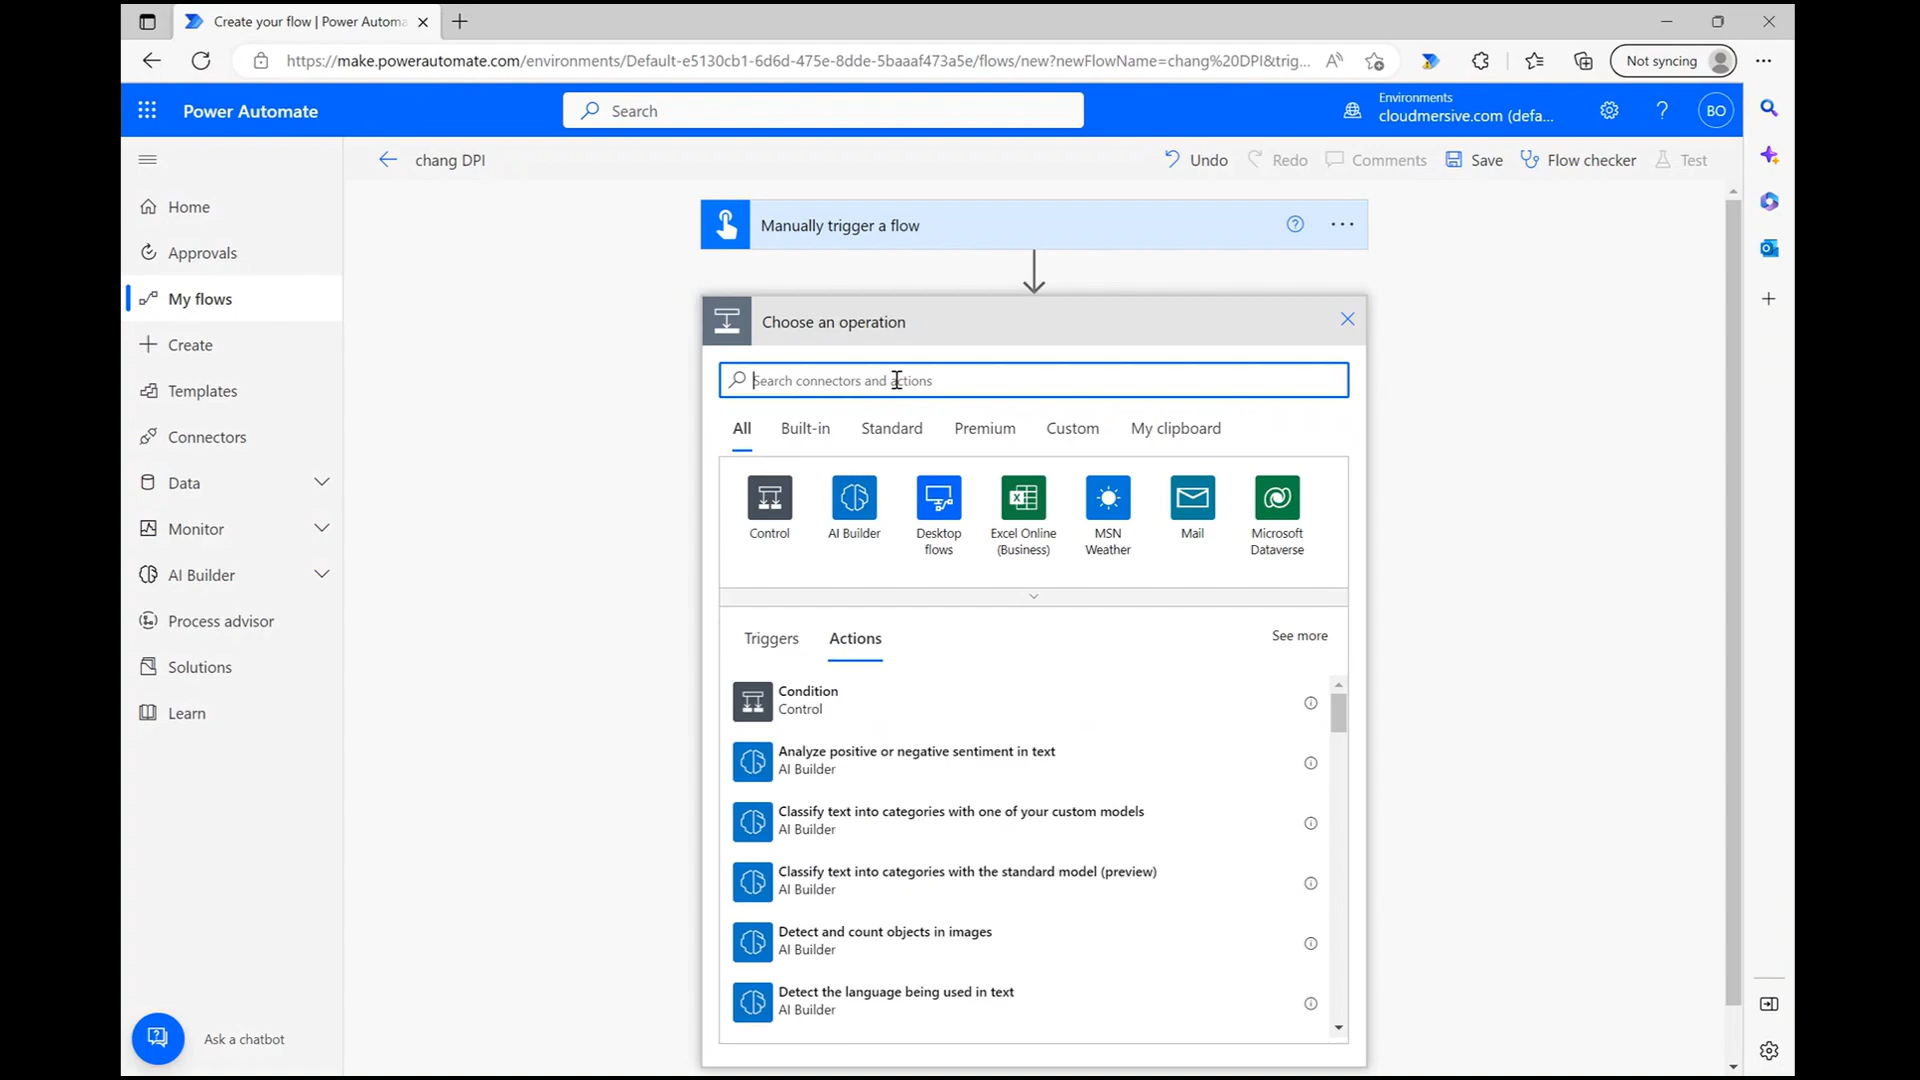 Create your flow | Power Automa
https://make.powerautomate.com/environments/Default-e5130cb1-6d6d-475e-8dde-5baaaf473a5e/flows/new?newFlowName=chang%20DPI&trig...
Not syncing
Power Automate
Search
Environments
cloudmersive.com (defa...
BO
chang DPI
Undo
Redo
Comments
Save
Flow checker
Test
Home
Approvals
My flows
Create
Templates
Connectors
Data
Monitor
AI Builder
Process advisor
Solutions
Learn
Ask a chatbot
Manually trigger a flow
Choose an operation
Search connectors and actions
All
Built-in
Standard
Premium
Custom
My clipboard
Control
AI Builder
Desktop
flows
Excel Online
(Business)
MSN
Weather
Mail
Microsoft
Dataverse
Triggers
Actions
See more
Condition
Control
Analyze positive or negative sentiment in text
AI Builder
Classify text into categories with one of your custom models
AI Builder
Classify text into categories with the standard model (preview)
AI Builder
Detect and count objects in images
AI Builder
Detect the language being used in text
AI Builder